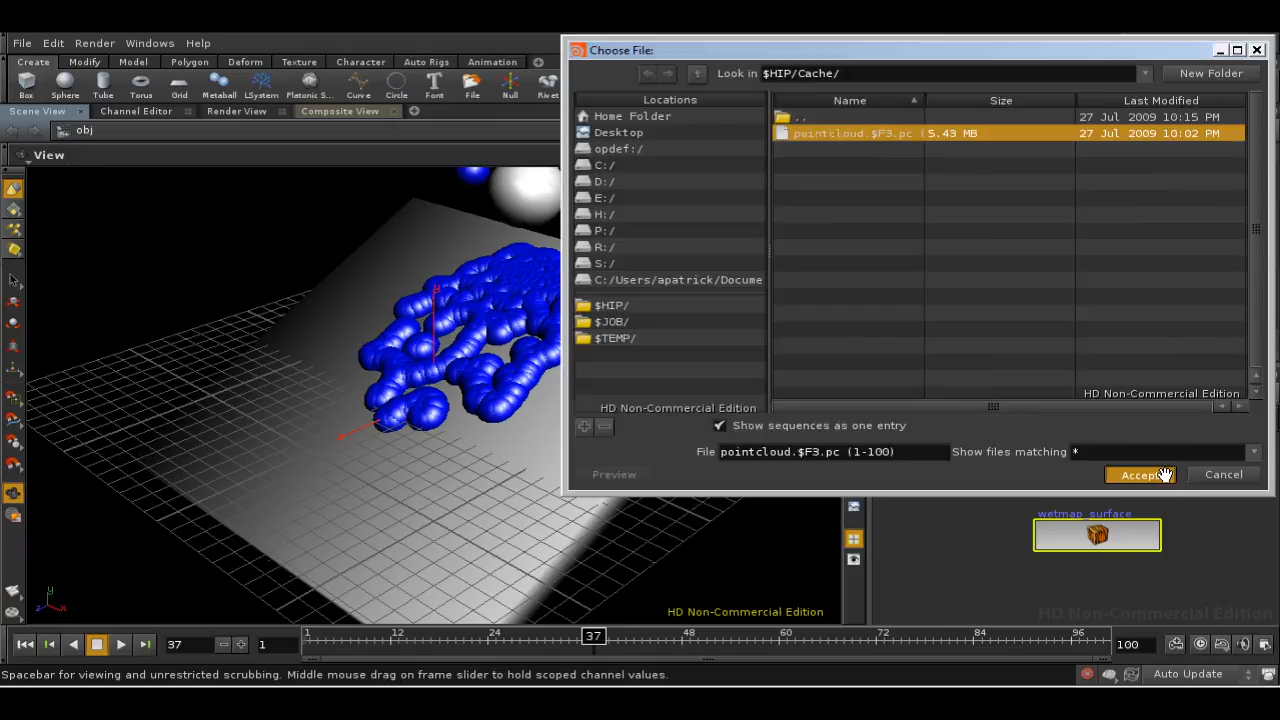 File Edit Render Windows Help
Create Modify Model Polygon Deform Texture Character Auto Rigs Animation
Box Sphere Tube Torus Grid Metaball LSystem Platonic S... Curve Circle Font File Null Rivet
Scene View Channel Editor Render View Composite View
obj
View
Choose File:
Look in $HIP/Cache/ New Folder
Locations
Home Folder
Desktop
opdef:/
C:/
D:/
E:/
H:/
P:/
R:/
S:/
C:/Users/apatrick/Docume
$HIP/
$JOB/
$TEMP/
HD Non-Commercial Edition
Name Size Last Modified
.. 27 Jul 2009 10:15 PM
pointcloud.$F3.pc ( 5.43 MB 27 Jul 2009 10:02 PM
HD Non-Commercial Edition
Show sequences as one entry
File pointcloud.$F3.pc (1-100) Show files matching *
Preview Accept Cancel
y
y
z x
HD Non-Commercial Edition
wetmap_surface
HD Non-Commercial Edition
37 1 1 12 24 37 48 60 72 84 96 100
Spacebar for viewing and unrestricted scrubbing. Middle mouse drag on frame slider to hold scoped channel values. Auto Update